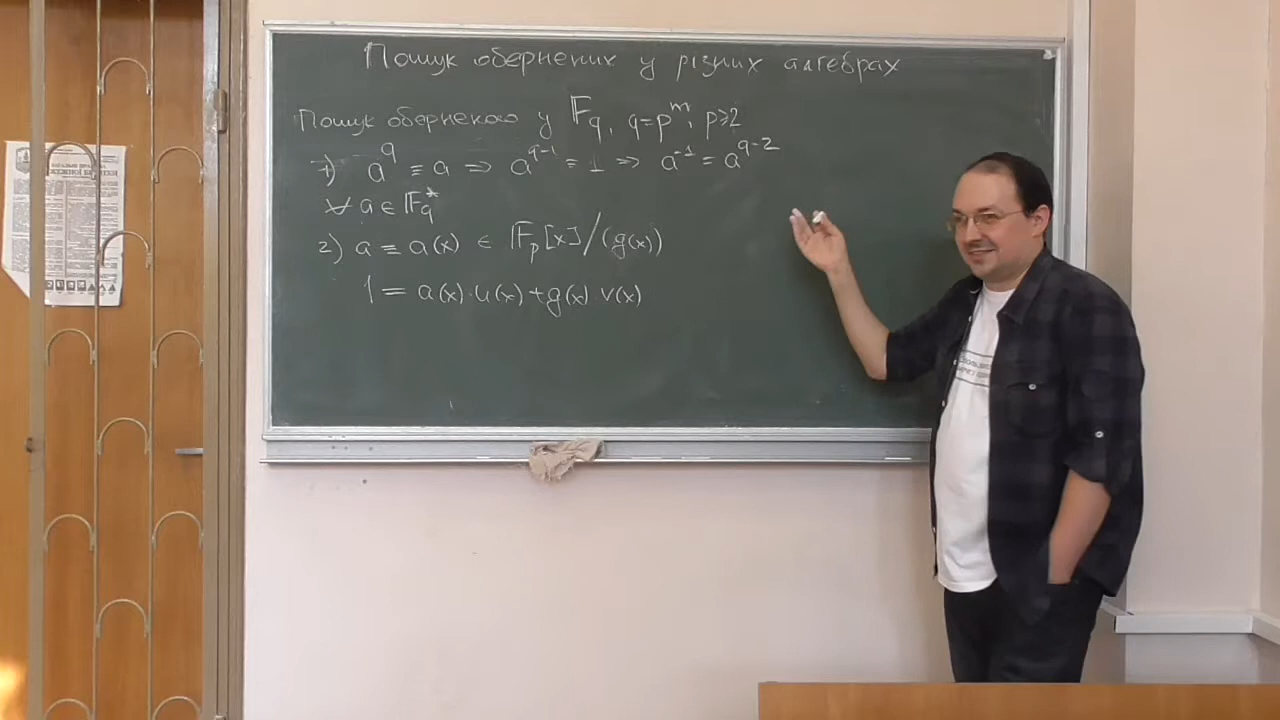 Пошук обернених у різних алгебрах
Пошук оберненого у 𝔽_q, q=p^m, p≥2
1) a^q ≡ a ⇒ a^{q-1} = 1 ⇒ a^{-1} = a^{q-2}
∀ a ∈ 𝔽_q^*
2) a ≡ a(x) ∈ 𝔽_p[x]/(g(x))
1 = a(x)·u(x)+g(x) v(x)